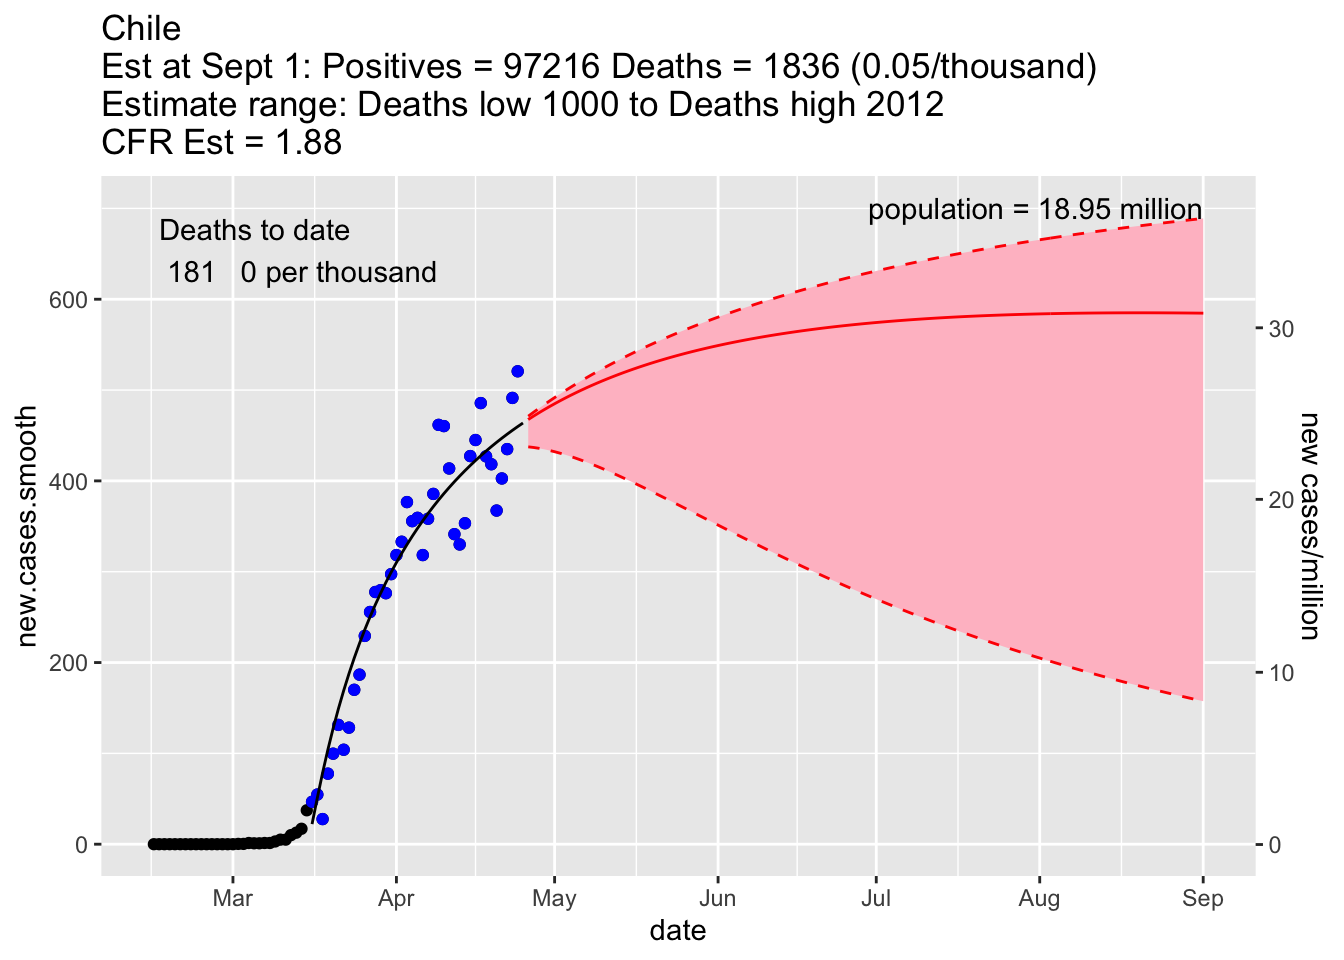 Chile
Est at Sept 1: Positives = 97216 Deaths = 1836 (0.05/thousand)
Estimate range: Deaths low 1000 to Deaths high 2012
CFR Est = 1.88
population = 18.95 million
Deaths to date
181 0 per thousand
new.cases.smooth
600
400
200
0
30
20
10
0
new cases/million
Mar Apr May Jun Jul Aug Sep
date